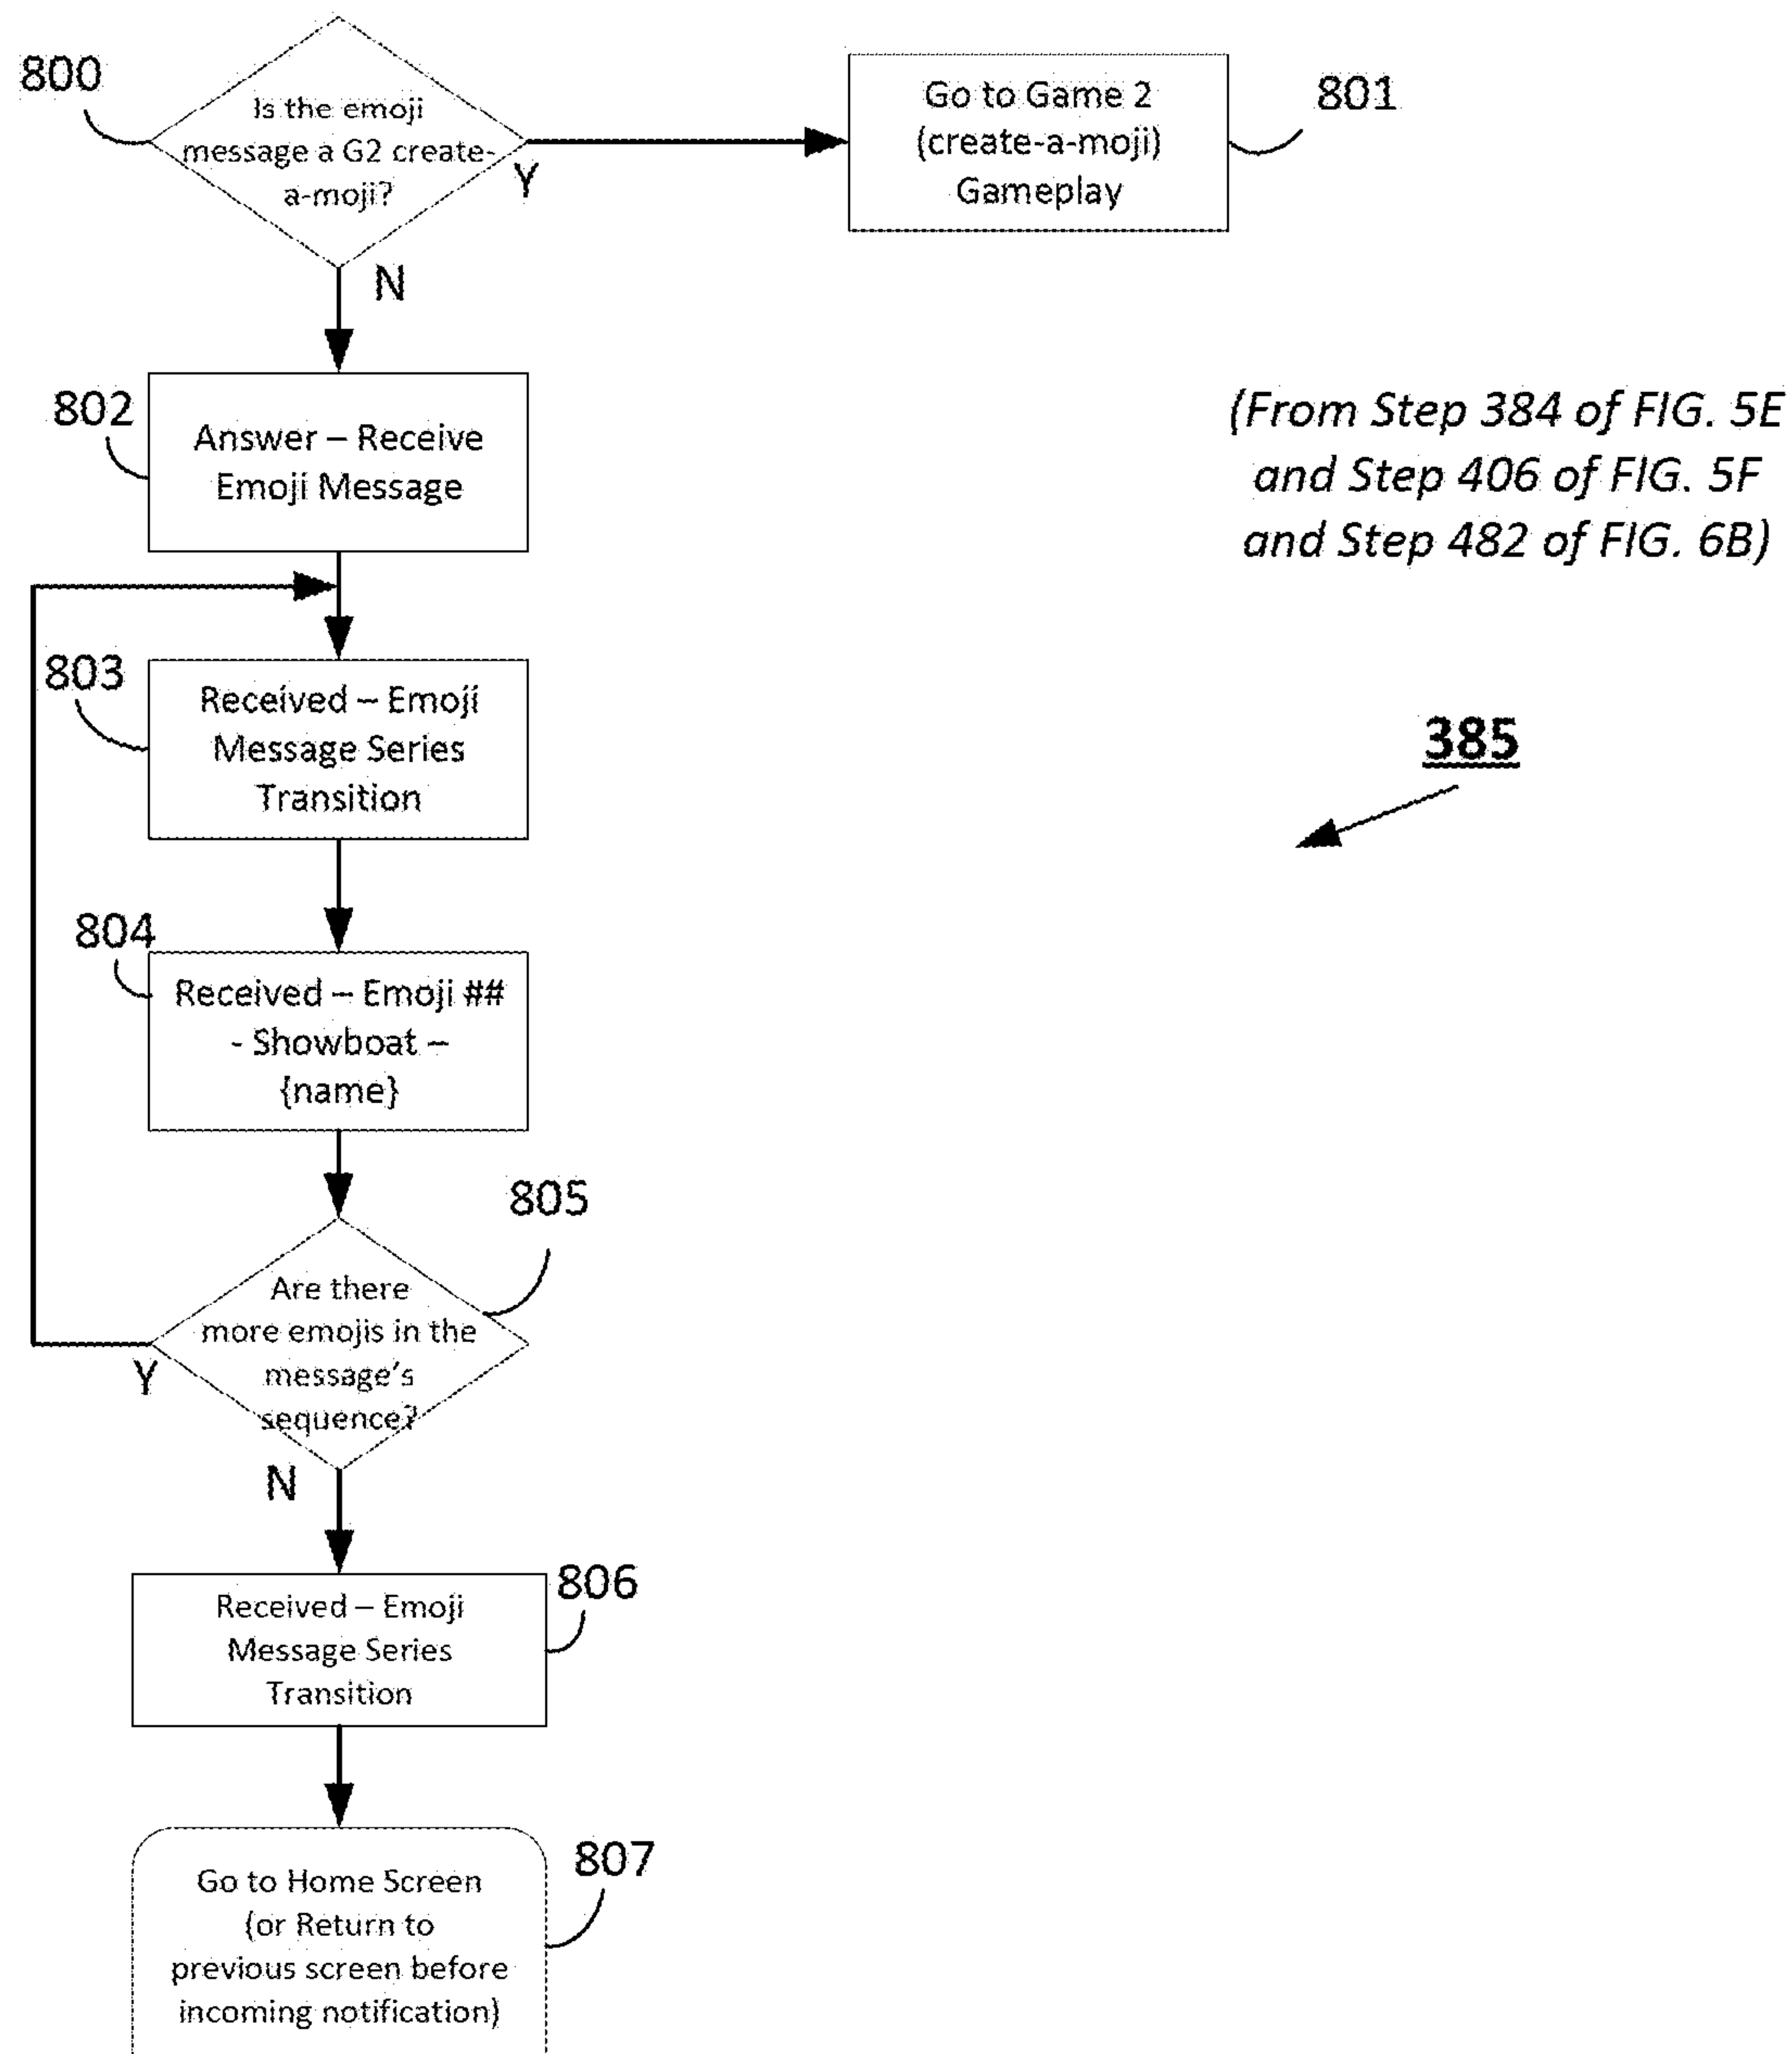 800
Is the emoji
message a G2 create-
a-moji?
Y
N
Go to Game 2
(create-a-moji)
Gameplay
801
802
Answer – Receive
Emoji Message
(From Step 384 of FIG. 5E
and Step 406 of FIG. 5F
and Step 482 of FIG. 6B)
803
Received – Emoji
Message Series
Transition
385
804
Received – Emoji ##
- Showboat –
{name}
805
Are there
more emojis in the
message's
sequence?
Y
N
806
Received – Emoji
Message Series
Transition
807
Go to Home Screen
(or Return to
previous screen before
incoming notification)